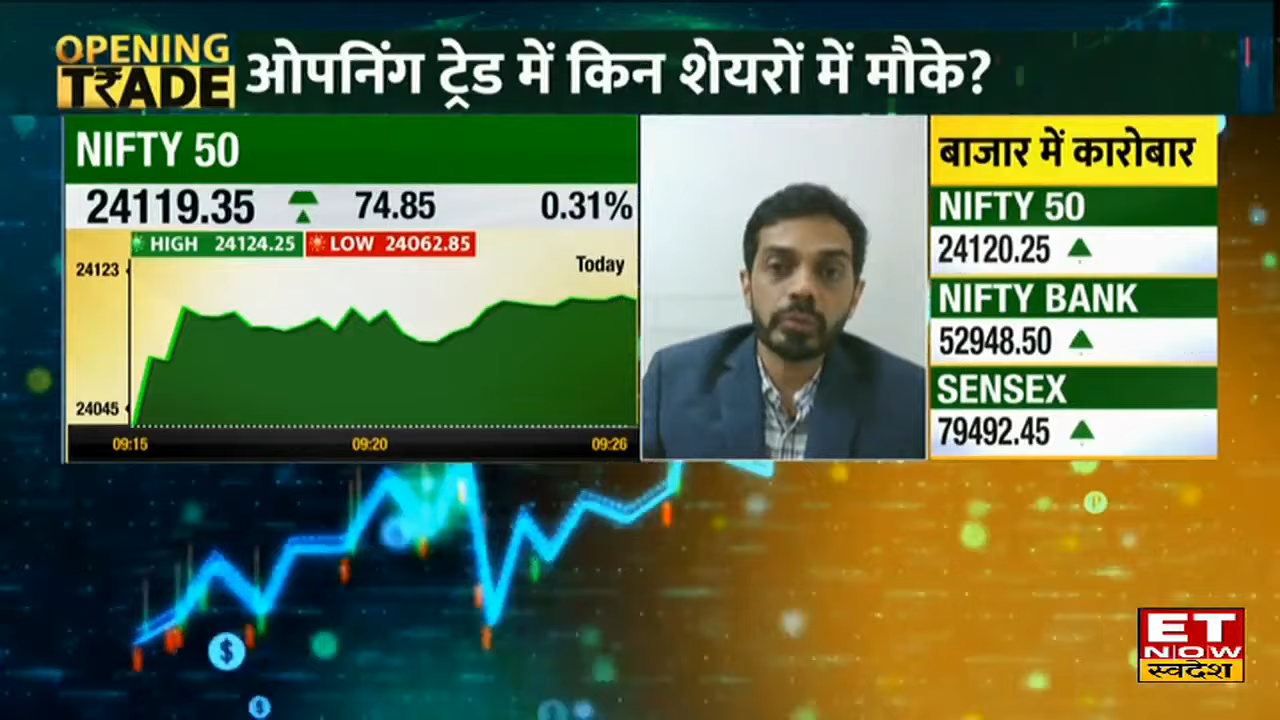 OPENING
TRADE
ओपनिंग ट्रेड में किन शेयरों में मौके?
NIFTY 50
24119.35 74.85 0.31%
HIGH 24124.25 LOW 24062.85
Today
24123
24045
09:15 09:20 09:26
बाजार में कारोबार
NIFTY 50
24120.25
NIFTY BANK
52948.50
SENSEX
79492.45
$
$
ET
NOW
स्वदेश